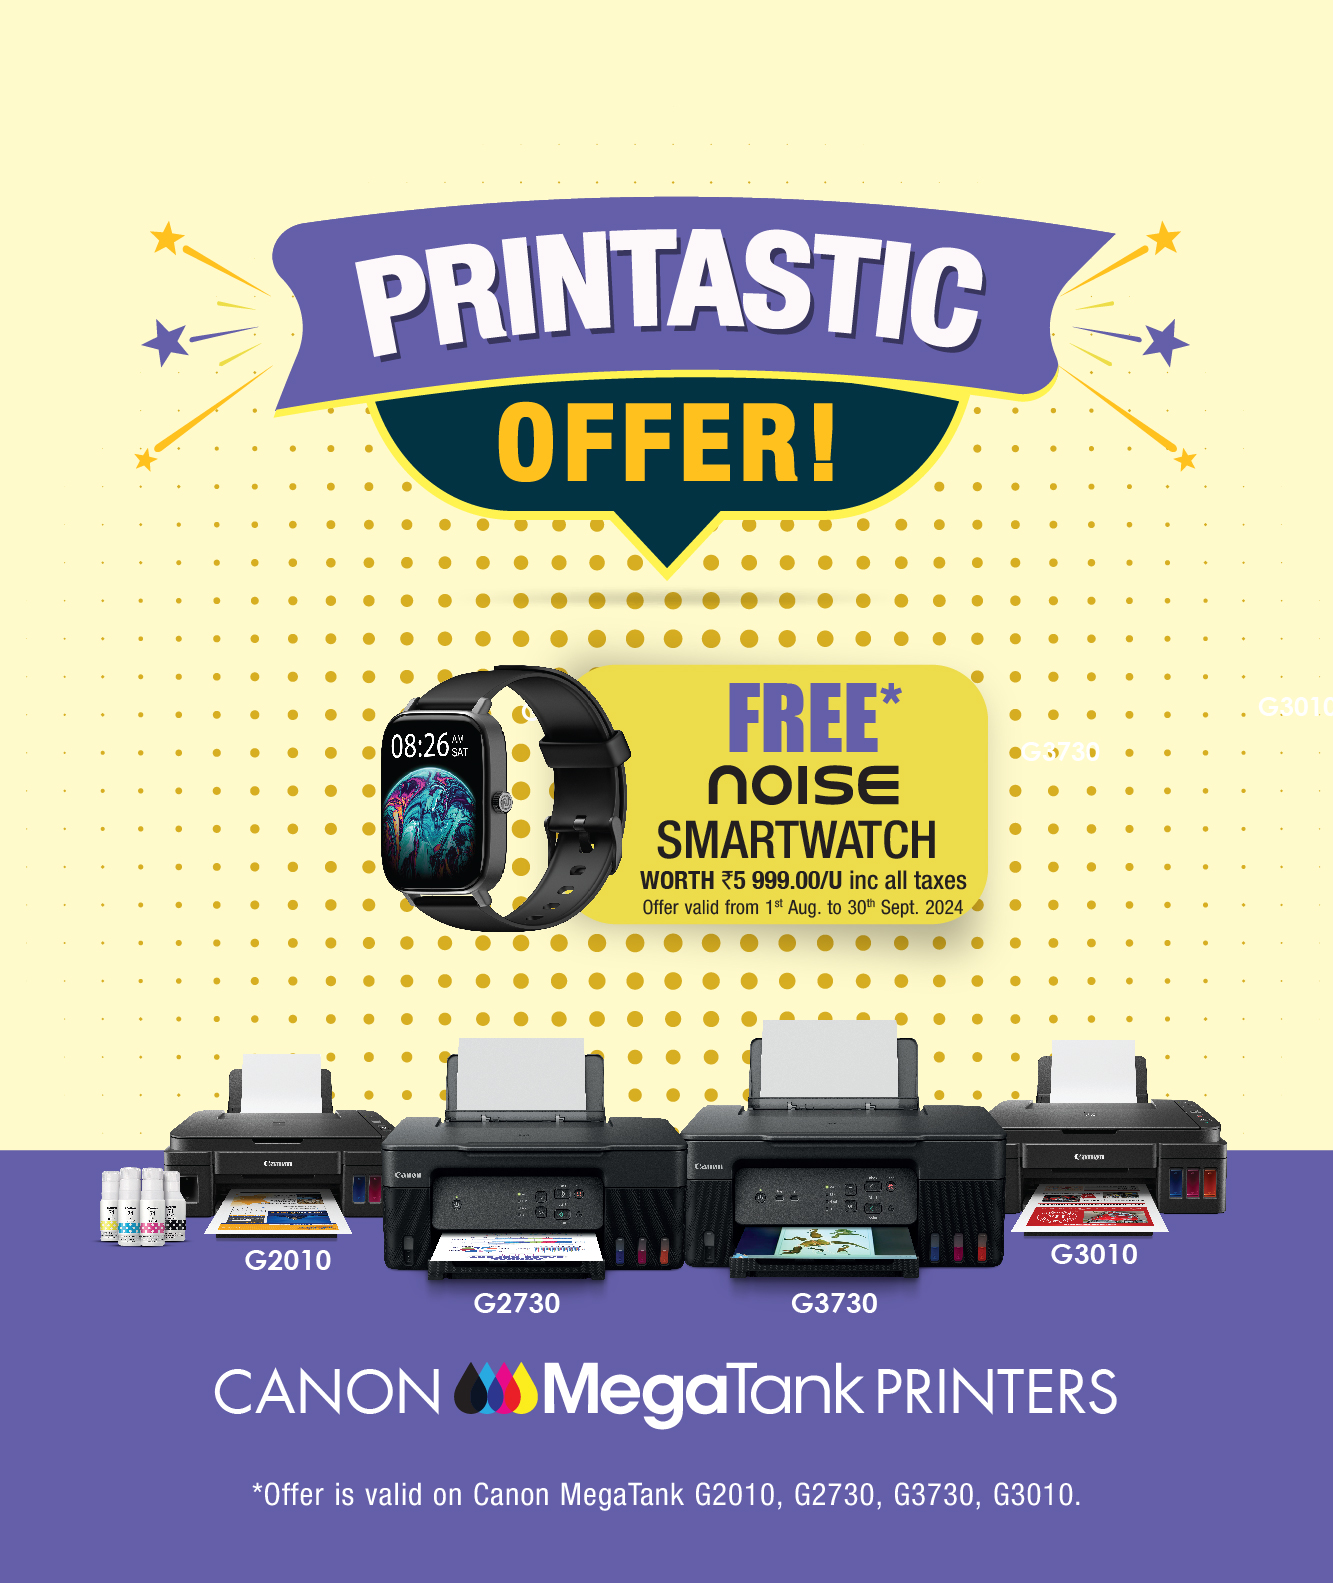 PRINTASTIC
OFFER!
08:26 AM
SAT
FREE*
NOISE
SMARTWATCH
WORTH ₹5 999.00/U inc all taxes
Offer valid from 1st Aug. to 30th Sept. 2024
G3010
G3730
Canon
Canon
Canon
Canon
G2010
G2730
G3730
G3010
CANON MegaTank PRINTERS
*Offer is valid on Canon MegaTank G2010, G2730, G3730, G3010.